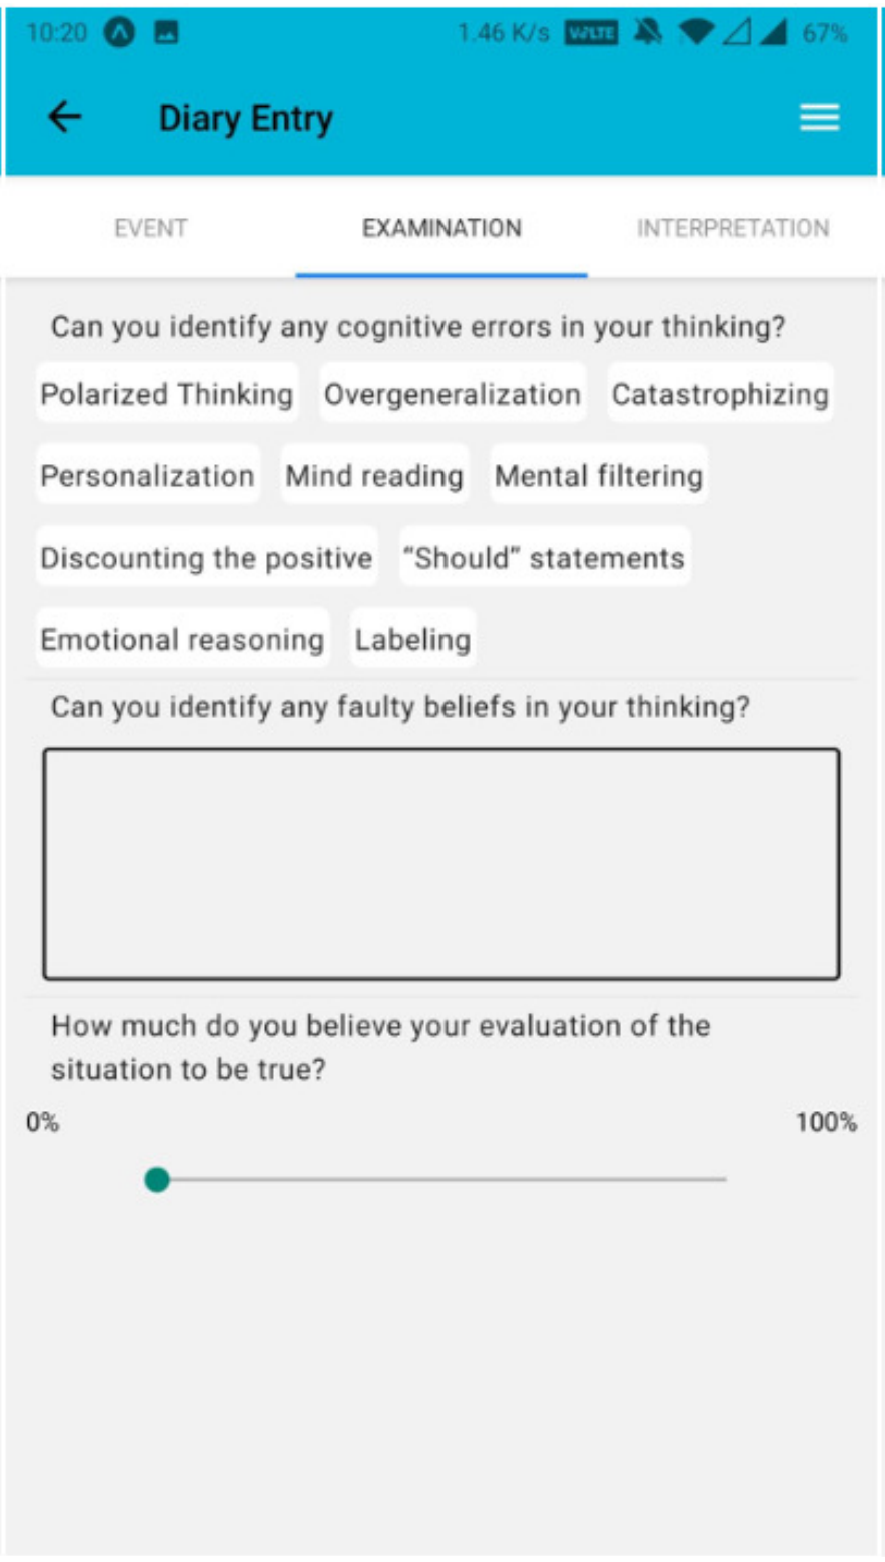 10:20 1.46 K/s VoLTE 67%
Diary Entry
EVENT EXAMINATION INTERPRETATION
Can you identify any cognitive errors in your thinking?
Polarized Thinking Overgeneralization Catastrophizing
Personalization Mind reading Mental filtering
Discounting the positive “Should” statements
Emotional reasoning Labeling
Can you identify any faulty beliefs in your thinking?
How much do you believe your evaluation of the
situation to be true?
0% 100%